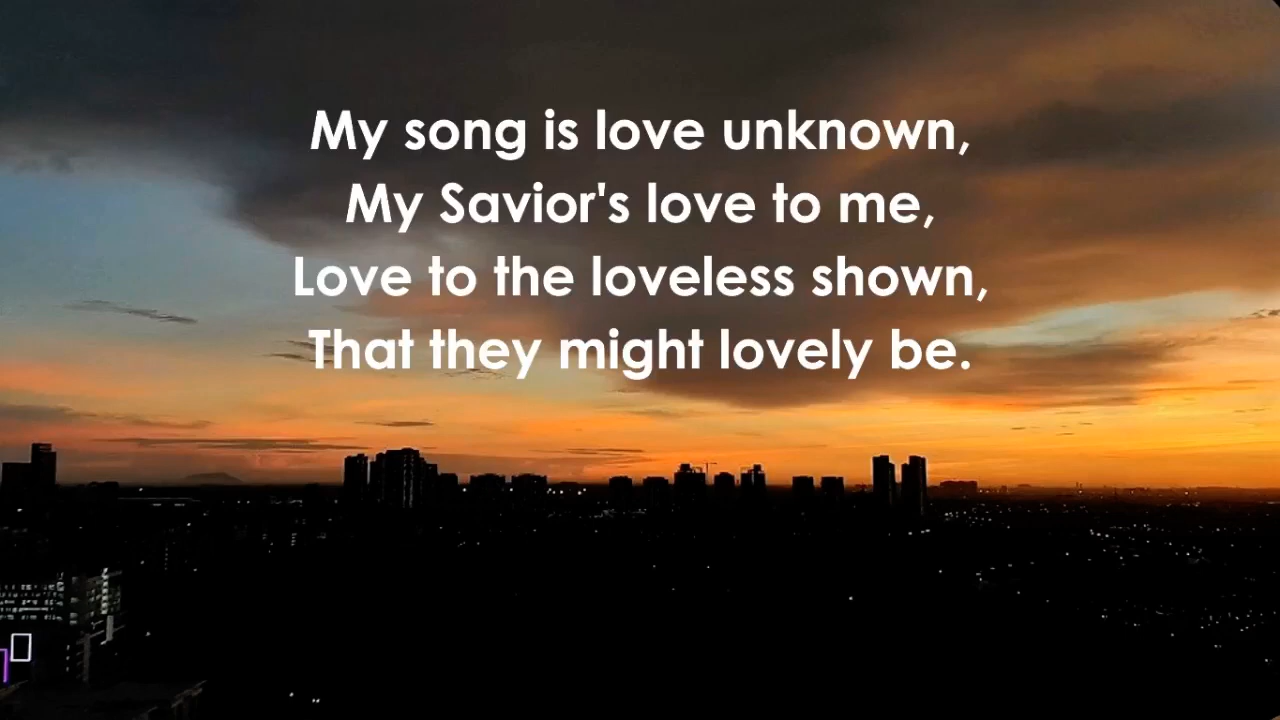 My song is love unknown,
My Savior's love to me,
Love to the loveless shown,
That they might lovely be.